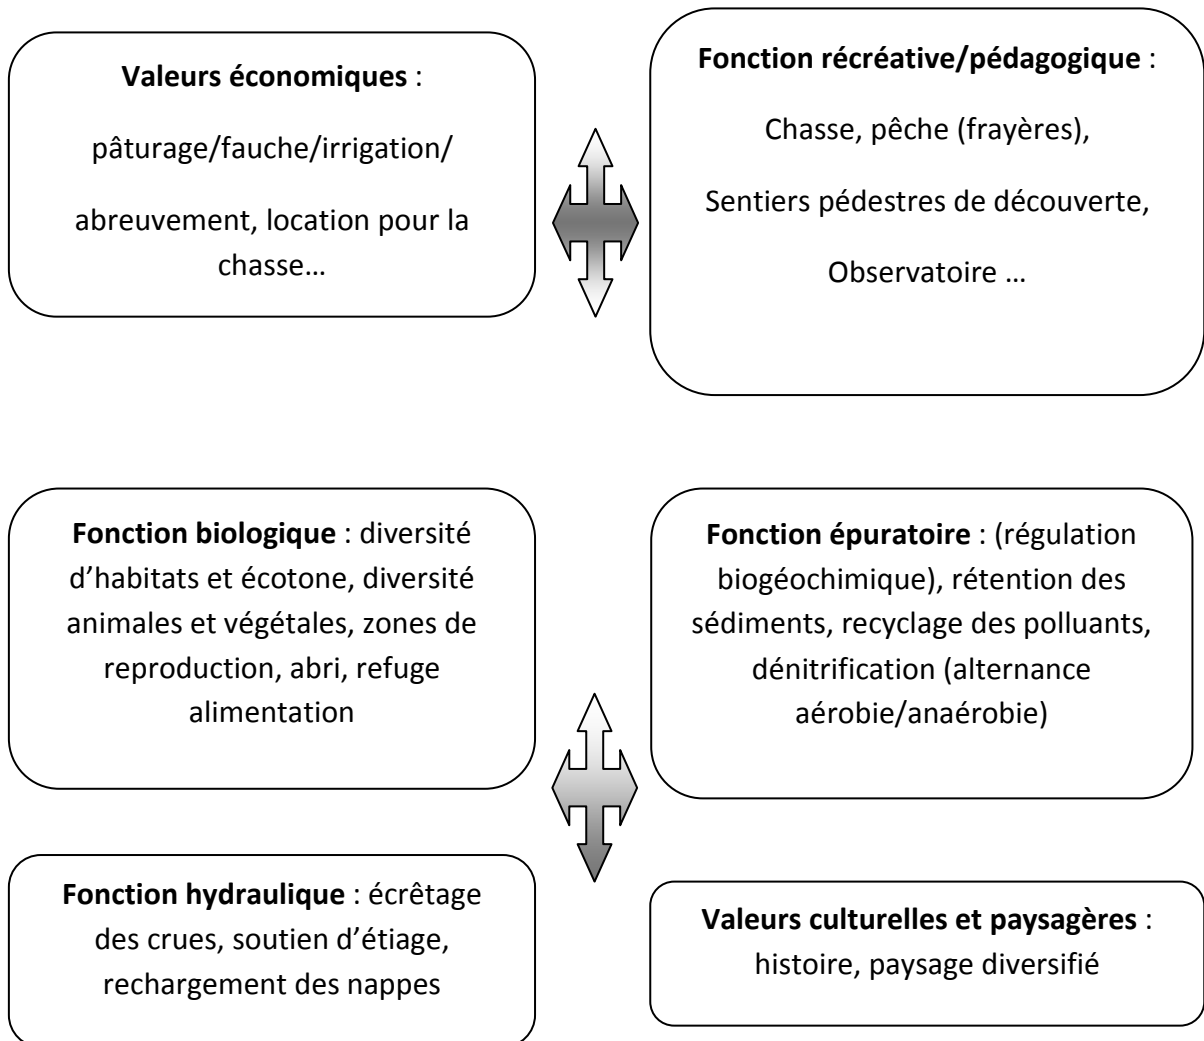 Valeurs économiques :
pâturage/fauche/irrigation/
abreuvement, location pour la
chasse…
Fonction récréative/pédagogique :
Chasse, pêche (frayères),
Sentiers pédestres de découverte,
Observatoire …
Fonction biologique : diversité
d’habitats et écotone, diversité
animales et végétales, zones de
reproduction, abri, refuge
alimentation
Fonction épuratoire : (régulation
biogéochimique), rétention des
sédiments, recyclage des polluants,
dénitrification (alternance
aérobie/anaérobie)
Fonction hydraulique : écrêtage
des crues, soutien d’étiage,
rechargement des nappes
Valeurs culturelles et paysagères :
histoire, paysage diversifié